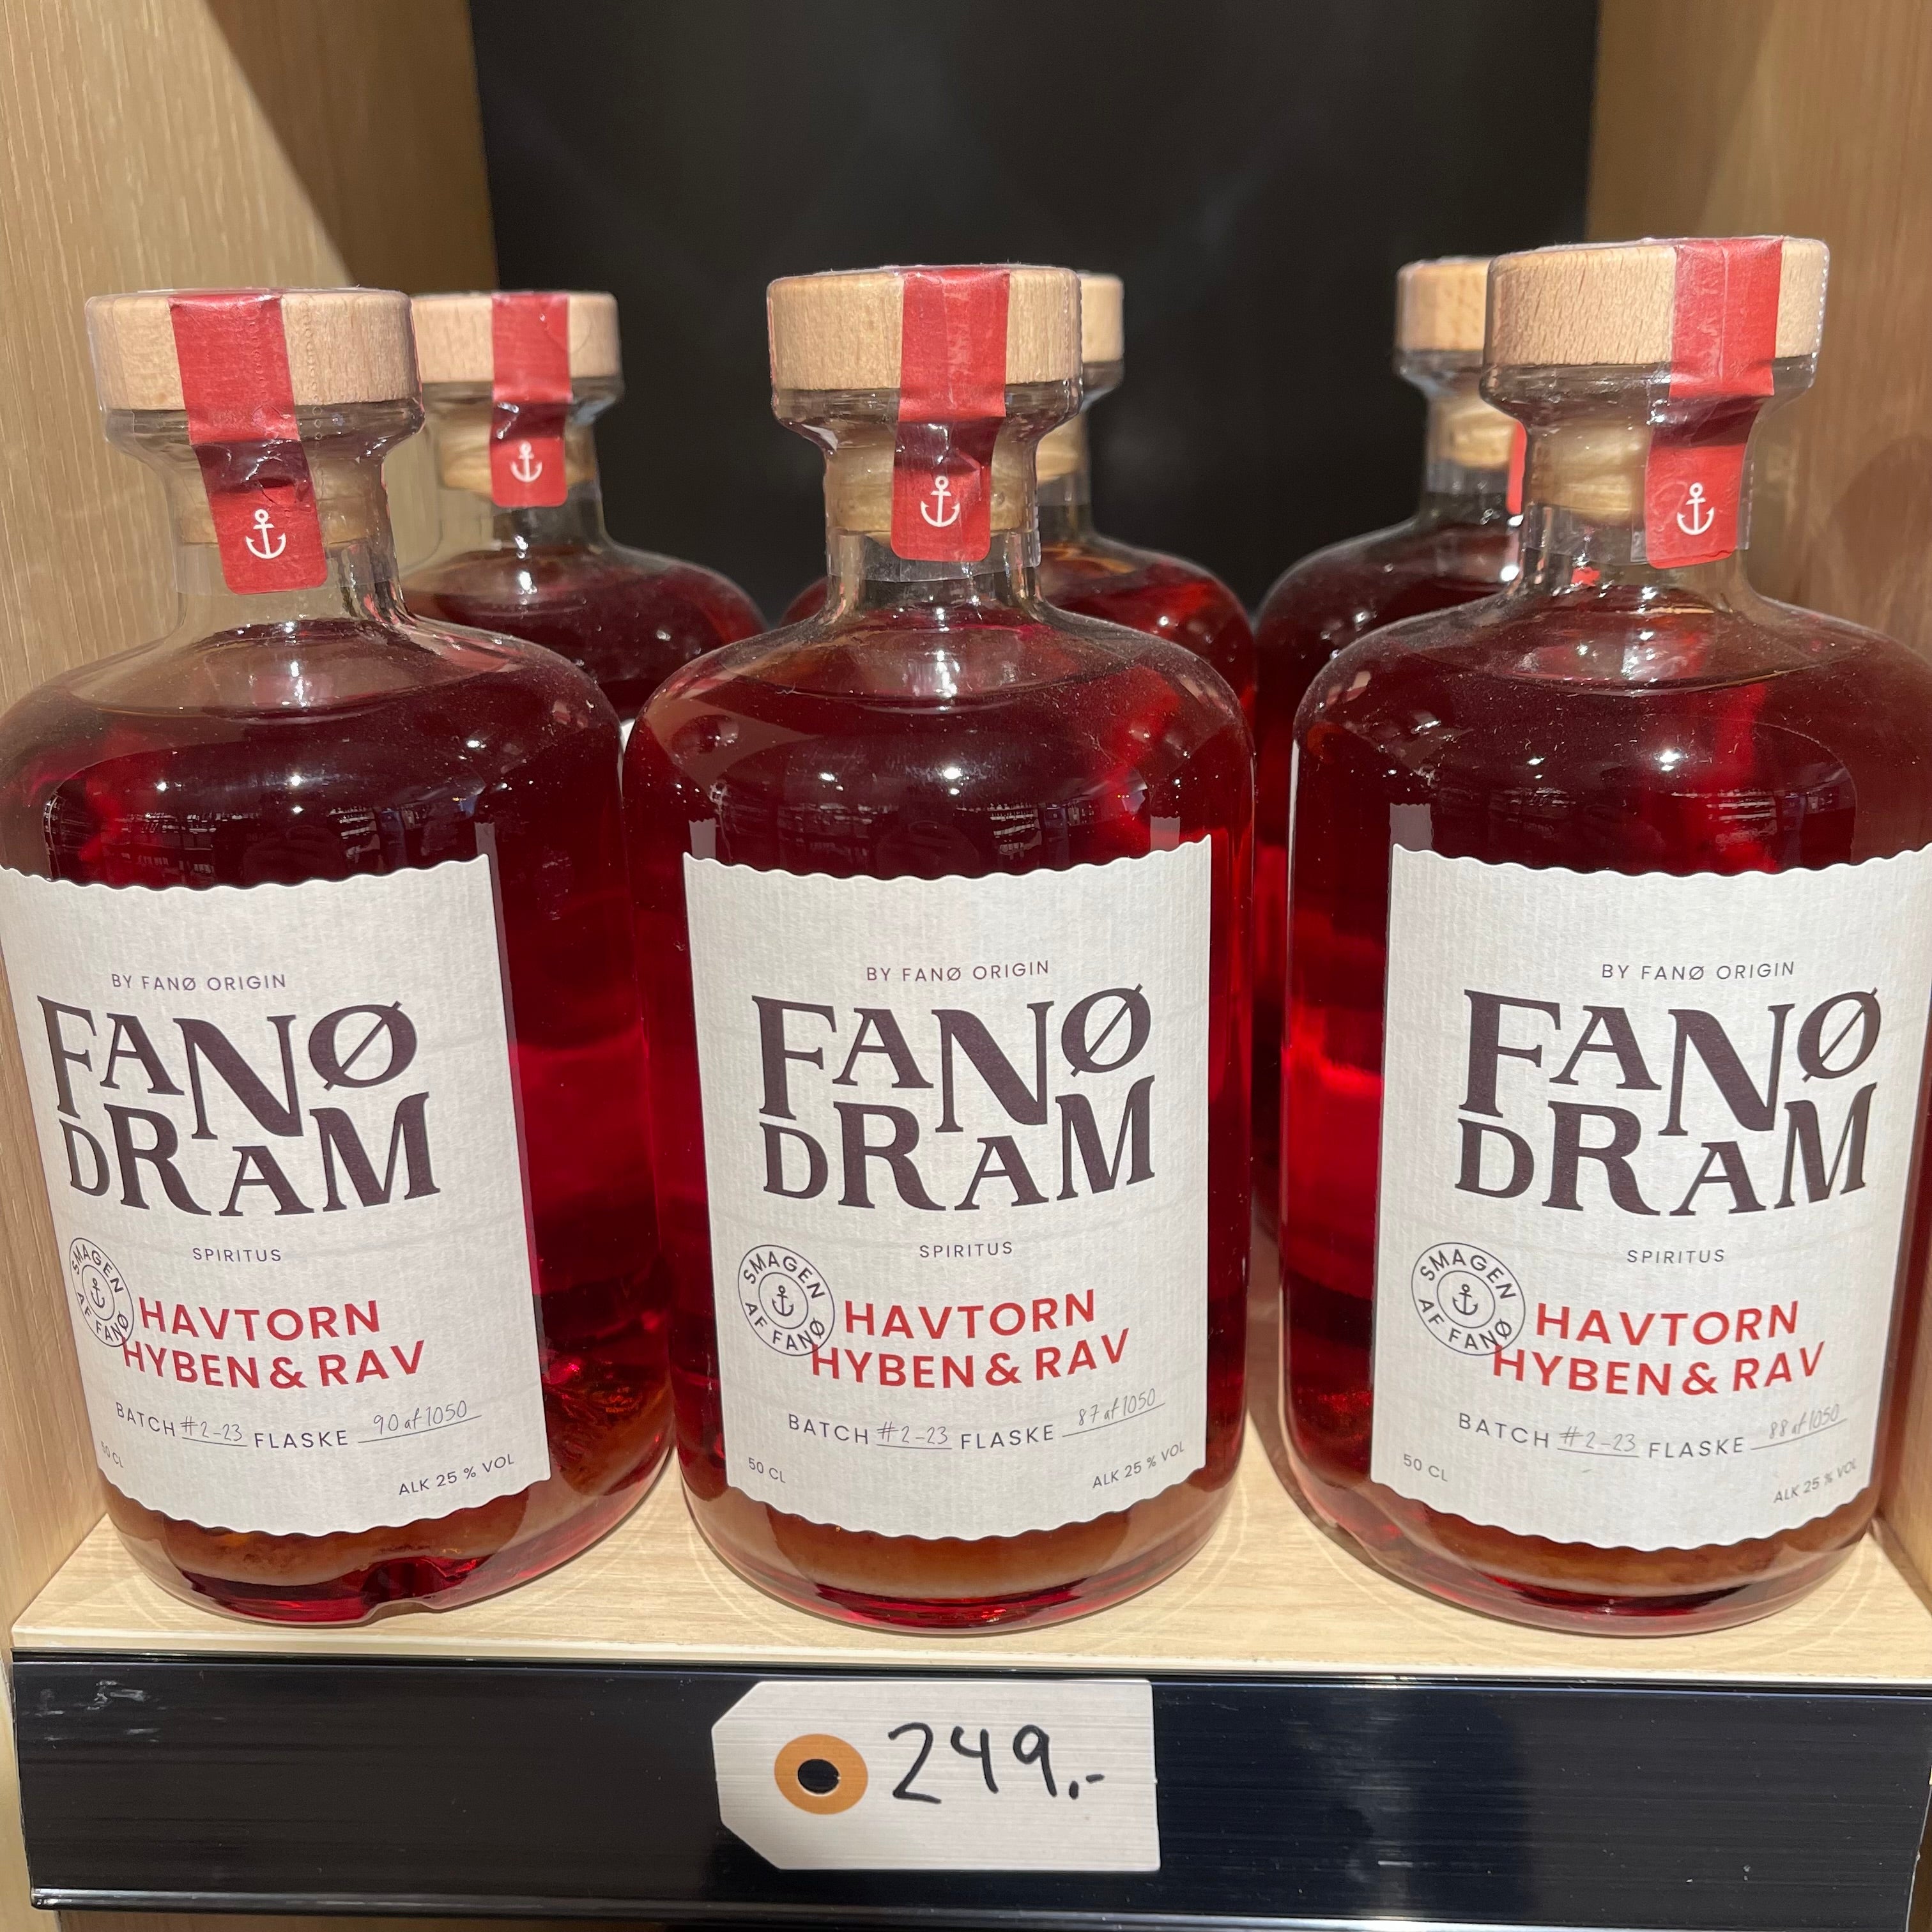 BY FANØ ORIGIN
FANØ
DRAM
SPIRITUS
SMAGEN
AF FANØ
HAVTORN
HYBEN & RAV
BATCH #2-23 FLASKE 90 af 1050
50 CL
ALK 25 % VOL
BY FANØ ORIGIN
FANØ
DRAM
SPIRITUS
SMAGEN
AF FANØ
HAVTORN
HYBEN & RAV
BATCH #2-23 FLASKE 87 af 1050
50 CL
ALK 25 % VOL
BY FANØ ORIGIN
FANØ
DRAM
SPIRITUS
SMAGEN
AF FANØ
HAVTORN
HYBEN & RAV
BATCH #2-23 FLASKE 88 af 1050
50 CL
ALK 25 % VOL
249.-